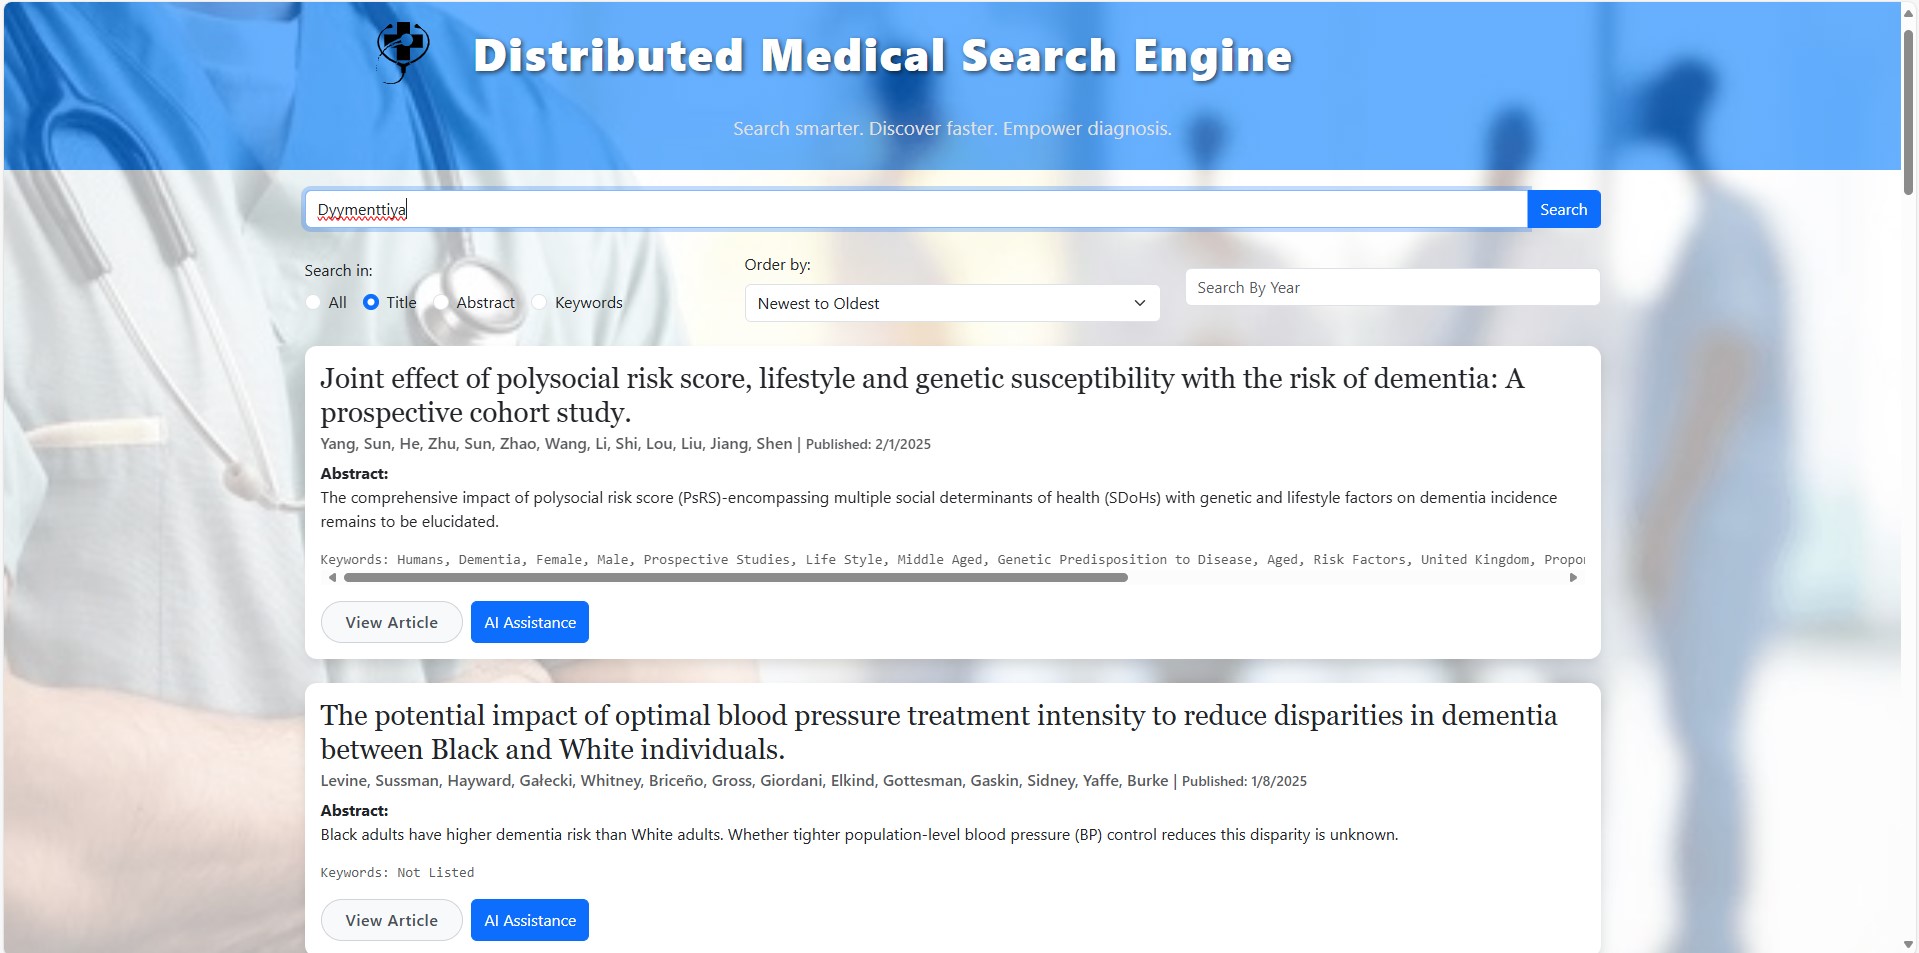 Distributed Medical Search Engine
Search smarter. Discover faster. Empower diagnosis.
Dyymenttiya
Search
Search in:
All
Title
Abstract
Keywords
Order by:
Newest to Oldest
Search By Year
Joint effect of polysocial risk score, lifestyle and genetic susceptibility with the risk of dementia: A
prospective cohort study.
Yang, Sun, He, Zhu, Sun, Zhao, Wang, Li, Shi, Lou, Liu, Jiang, Shen | Published: 2/1/2025
Abstract:
The comprehensive impact of polysocial risk score (PsRS)-encompassing multiple social determinants of health (SDoHs) with genetic and lifestyle factors on dementia incidence
remains to be elucidated.
Keywords: Humans, Dementia, Female, Male, Prospective Studies, Life Style, Middle Aged, Genetic Predisposition to Disease, Aged, Risk Factors, United Kingdom, Propo
View Article
AI Assistance
The potential impact of optimal blood pressure treatment intensity to reduce disparities in dementia
between Black and White individuals.
Levine, Sussman, Hayward, Gałecki, Whitney, Briceño, Gross, Giordani, Elkind, Gottesman, Gaskin, Sidney, Yaffe, Burke | Published: 1/8/2025
Abstract:
Black adults have higher dementia risk than White adults. Whether tighter population-level blood pressure (BP) control reduces this disparity is unknown.
Keywords: Not Listed
View Article
AI Assistance